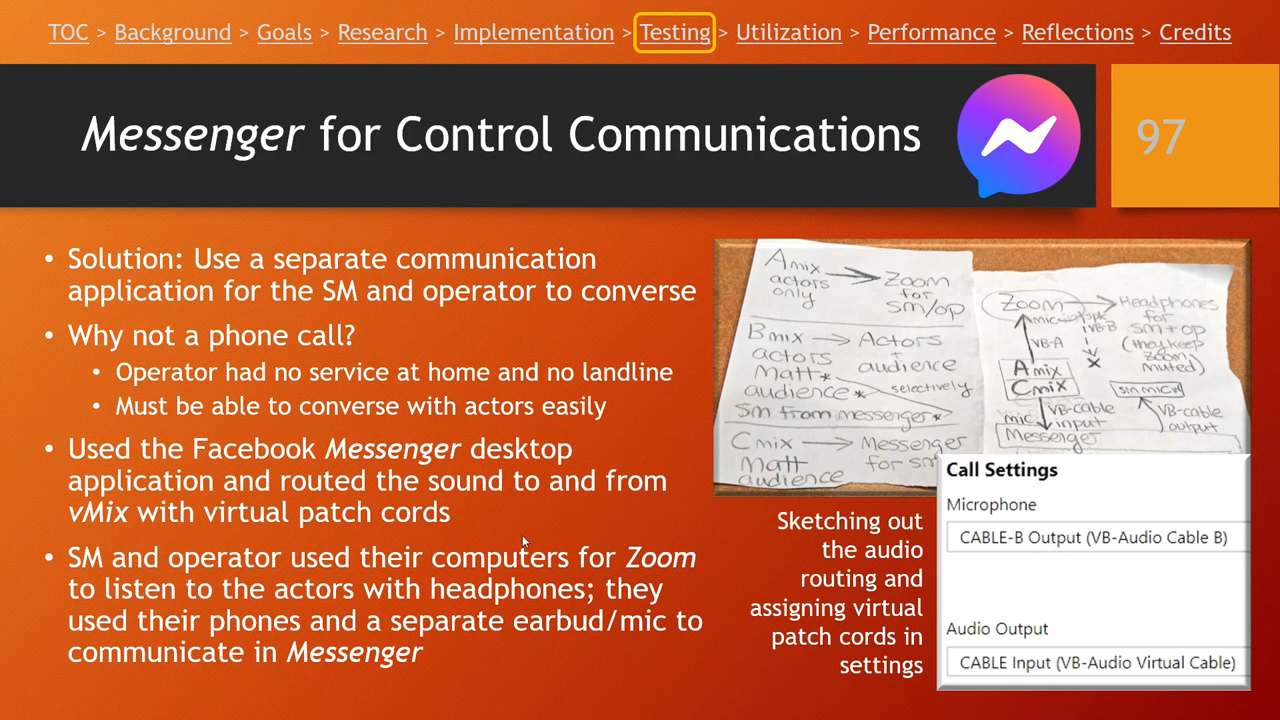 TOC > Background > Goals > Research > Implementation > Testing > Utilization > Performance > Reflections > Credits
Messenger for Control Communications
97
• Solution: Use a separate communication
application for the SM and operator to converse
• Why not a phone call?
• Operator had no service at home and no landline
• Must be able to converse with actors easily
• Used the Facebook Messenger desktop
application and routed the sound to and from
vMix with virtual patch cords
• SM and operator used their computers for Zoom
to listen to the actors with headphones; they
used their phones and a separate earbud/mic to
communicate in Messenger
A mix → Zoom
actors for
only sm/op
B mix → Actors
actors + audience
Matt*
audience* selectively
SM from messenger*
C mix → Messenger
Matt for sm
audience
Zoom → Headphones
mic spk for
VB-B sm+op
VB-A (they keep
x zoom
A mix muted)
C mix sm mic
mic VB-cable VB-cable
input output
Messenger
Sketching out
the audio
routing and
assigning virtual
patch cords in
settings
Call Settings
Microphone
CABLE-B Output (VB-Audio Cable B)
Audio Output
CABLE Input (VB-Audio Virtual Cable)